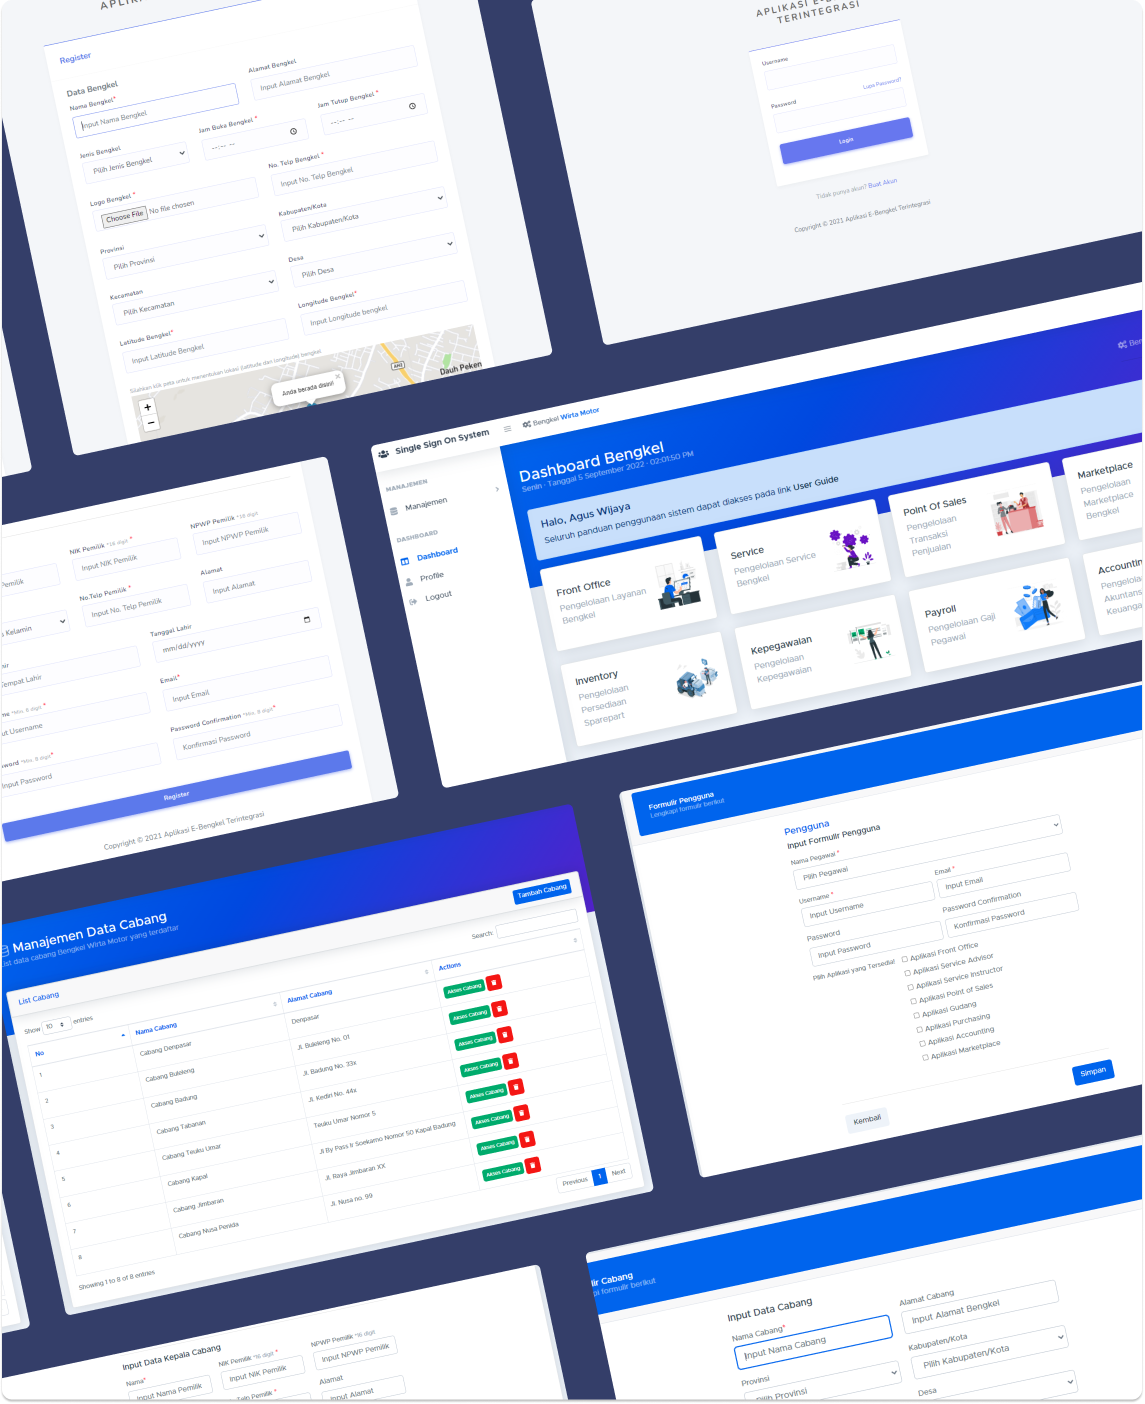 Register
Data Bengkel
Nama Bengkel*
Input Nama Bengkel
Alamat Bengkel
Input Alamat Bengkel
Jenis Bengkel
Pilih Jenis Bengkel
Jam Buka Bengkel *
--:-- --
Jam Tutup Bengkel *
--:-- --
Logo Bengkel *
Choose File No file chosen
No. Telp Bengkel *
Input No. Telp Bengkel
Provinsi
Pilih Provinsi
Kabupaten/Kota
Pilih Kabupaten/Kota
Kecamatan
Pilih Kecamatan
Desa
Pilih Desa
Latitude Bengkel*
Input Latitude Bengkel
Longitude Bengkel*
Input Longitude bengkel
Silahkan klik peta untuk menentukan lokasi (latitude dan longitude) bengkel
+
−
Anda berada disini!
Dauh Peken
APLIKASI E-B
TERINTEGRASI
Username
Lupa Password?
Password
Login
Tidak punya akun? Buat Akun
Copyright © 2021 Aplikasi E-Bengkel Terintegrasi
NIK Pemilik *16 digit *
Input NIK Pemilik
NPWP Pemilik *16 digit
Input NPWP Pemilik
No.Telp Pemilik *
Input No. Telp Pemilik
Alamat
Input Alamat
Kelamin
Tanggal Lahir
mm/dd/yyyy
Tempat Lahir
Email*
Input Email
*Min. 8 digit *
Password Confirmation *Min. 8 digit*
Konfirmasi Password
*Min. 8 digit*
Input Password
Register
Copyright © 2021 Aplikasi E-Bengkel Terintegrasi
Single Sign On System
Bengkel Wirta Motor
MANAJEMEN
Manajemen
DASHBOARD
Dashboard
Profile
Logout
Dashboard Bengkel
Senin · Tanggal 5 September 2022 · 02:01:50 PM
Halo, Agus Wijaya
Seluruh panduan penggunaan sistem dapat diakses pada link User Guide
Front Office
Pengelolaan Layanan
Bengkel
Service
Pengelolaan Service
Bengkel
Point Of Sales
Pengelolaan
Transaksi
Penjualan
Marketplace
Pengelolaan
Marketplace
Bengkel
Inventory
Pengelolaan
Persediaan
Sparepart
Kepegawaian
Pengelolaan
Kepegawaian
Payroll
Pengelolaan Gaji
Pegawai
Manajemen Data Cabang
List data cabang Bengkel Wirta Motor yang terdaftar
Tambah Cabang
List Cabang
Show 10 entries
Search:
No Nama Cabang Alamat Cabang Actions
1 Cabang Denpasar Denpasar Akses Cabang
2 Cabang Buleleng Jl. Buleleng No. 01 Akses Cabang
3 Cabang Badung Jl. Badung No. 33x Akses Cabang
4 Cabang Tabanan Jl. Kediri No. 44x Akses Cabang
5 Cabang Teuku Umar Teuku Umar Nomor 5 Akses Cabang
6 Cabang Kapal Jl By Pass Ir Soekarno Nomor 50 Kapal Badung Akses Cabang
7 Cabang Jimbaran Jl. Raya Jimbaran XX Akses Cabang
8 Cabang Nusa Penida Jl. Nusa no. 99 Akses Cabang
Showing 1 to 8 of 8 entries
Previous 1 Next
Formulir Pengguna
Lengkapi formulir berikut
Pengguna
Input Formulir Pengguna
Nama Pegawai *
Pilih Pegawai
Username *
Input Username
Email *
Input Email
Password
Input Password
Password Confirmation
Konfirmasi Password
Pilih Aplikasi yang Tersedia!
Aplikasi Front Office
Aplikasi Service Advisor
Aplikasi Service Instructor
Aplikasi Point of Sales
Aplikasi Gudang
Aplikasi Purchasing
Aplikasi Accounting
Aplikasi Marketplace
Simpan
Kembali
Input Data Kepala Cabang
Nama*
Input Nama Pemilik
NIK Pemilik *16 digit *
Input NIK Pemilik
NPWP Pemilik *16 digit
Input NPWP Pemilik
Telp Pemilik *
Alamat
Input Alamat
Cabang
formulir berikut
Input Data Cabang
Nama Cabang*
Input Nama Cabang
Alamat Cabang
Input Alamat Bengkel
Provinsi
Pilih Provinsi
Kabupaten/Kota
Pilih Kabupaten/Kota
Desa